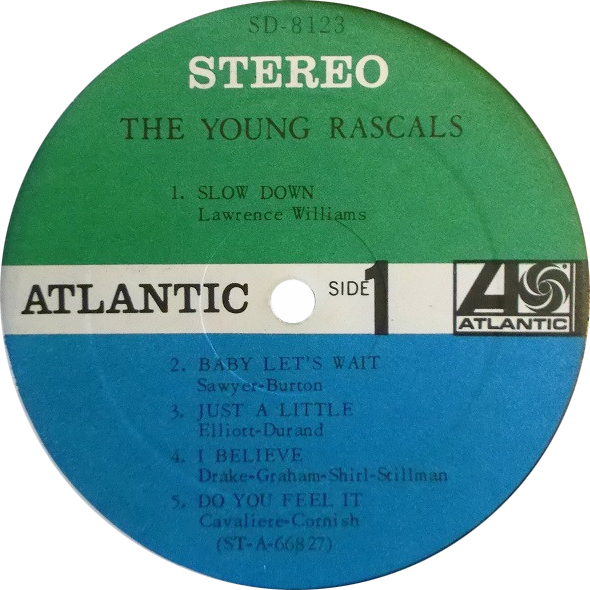 SD-8123
STEREO
THE YOUNG RASCALS
1. SLOW DOWN
Lawrence Williams
ATLANTIC SIDE 1 ATLANTIC
2. BABY LET'S WAIT
Sawyer-Burton
3. JUST A LITTLE
Elliott-Durand
4. I BELIEVE
Drake-Graham-Shirl-Stillman
5. DO YOU FEEL IT
Cavaliere-Cornish
(ST-A-66827)